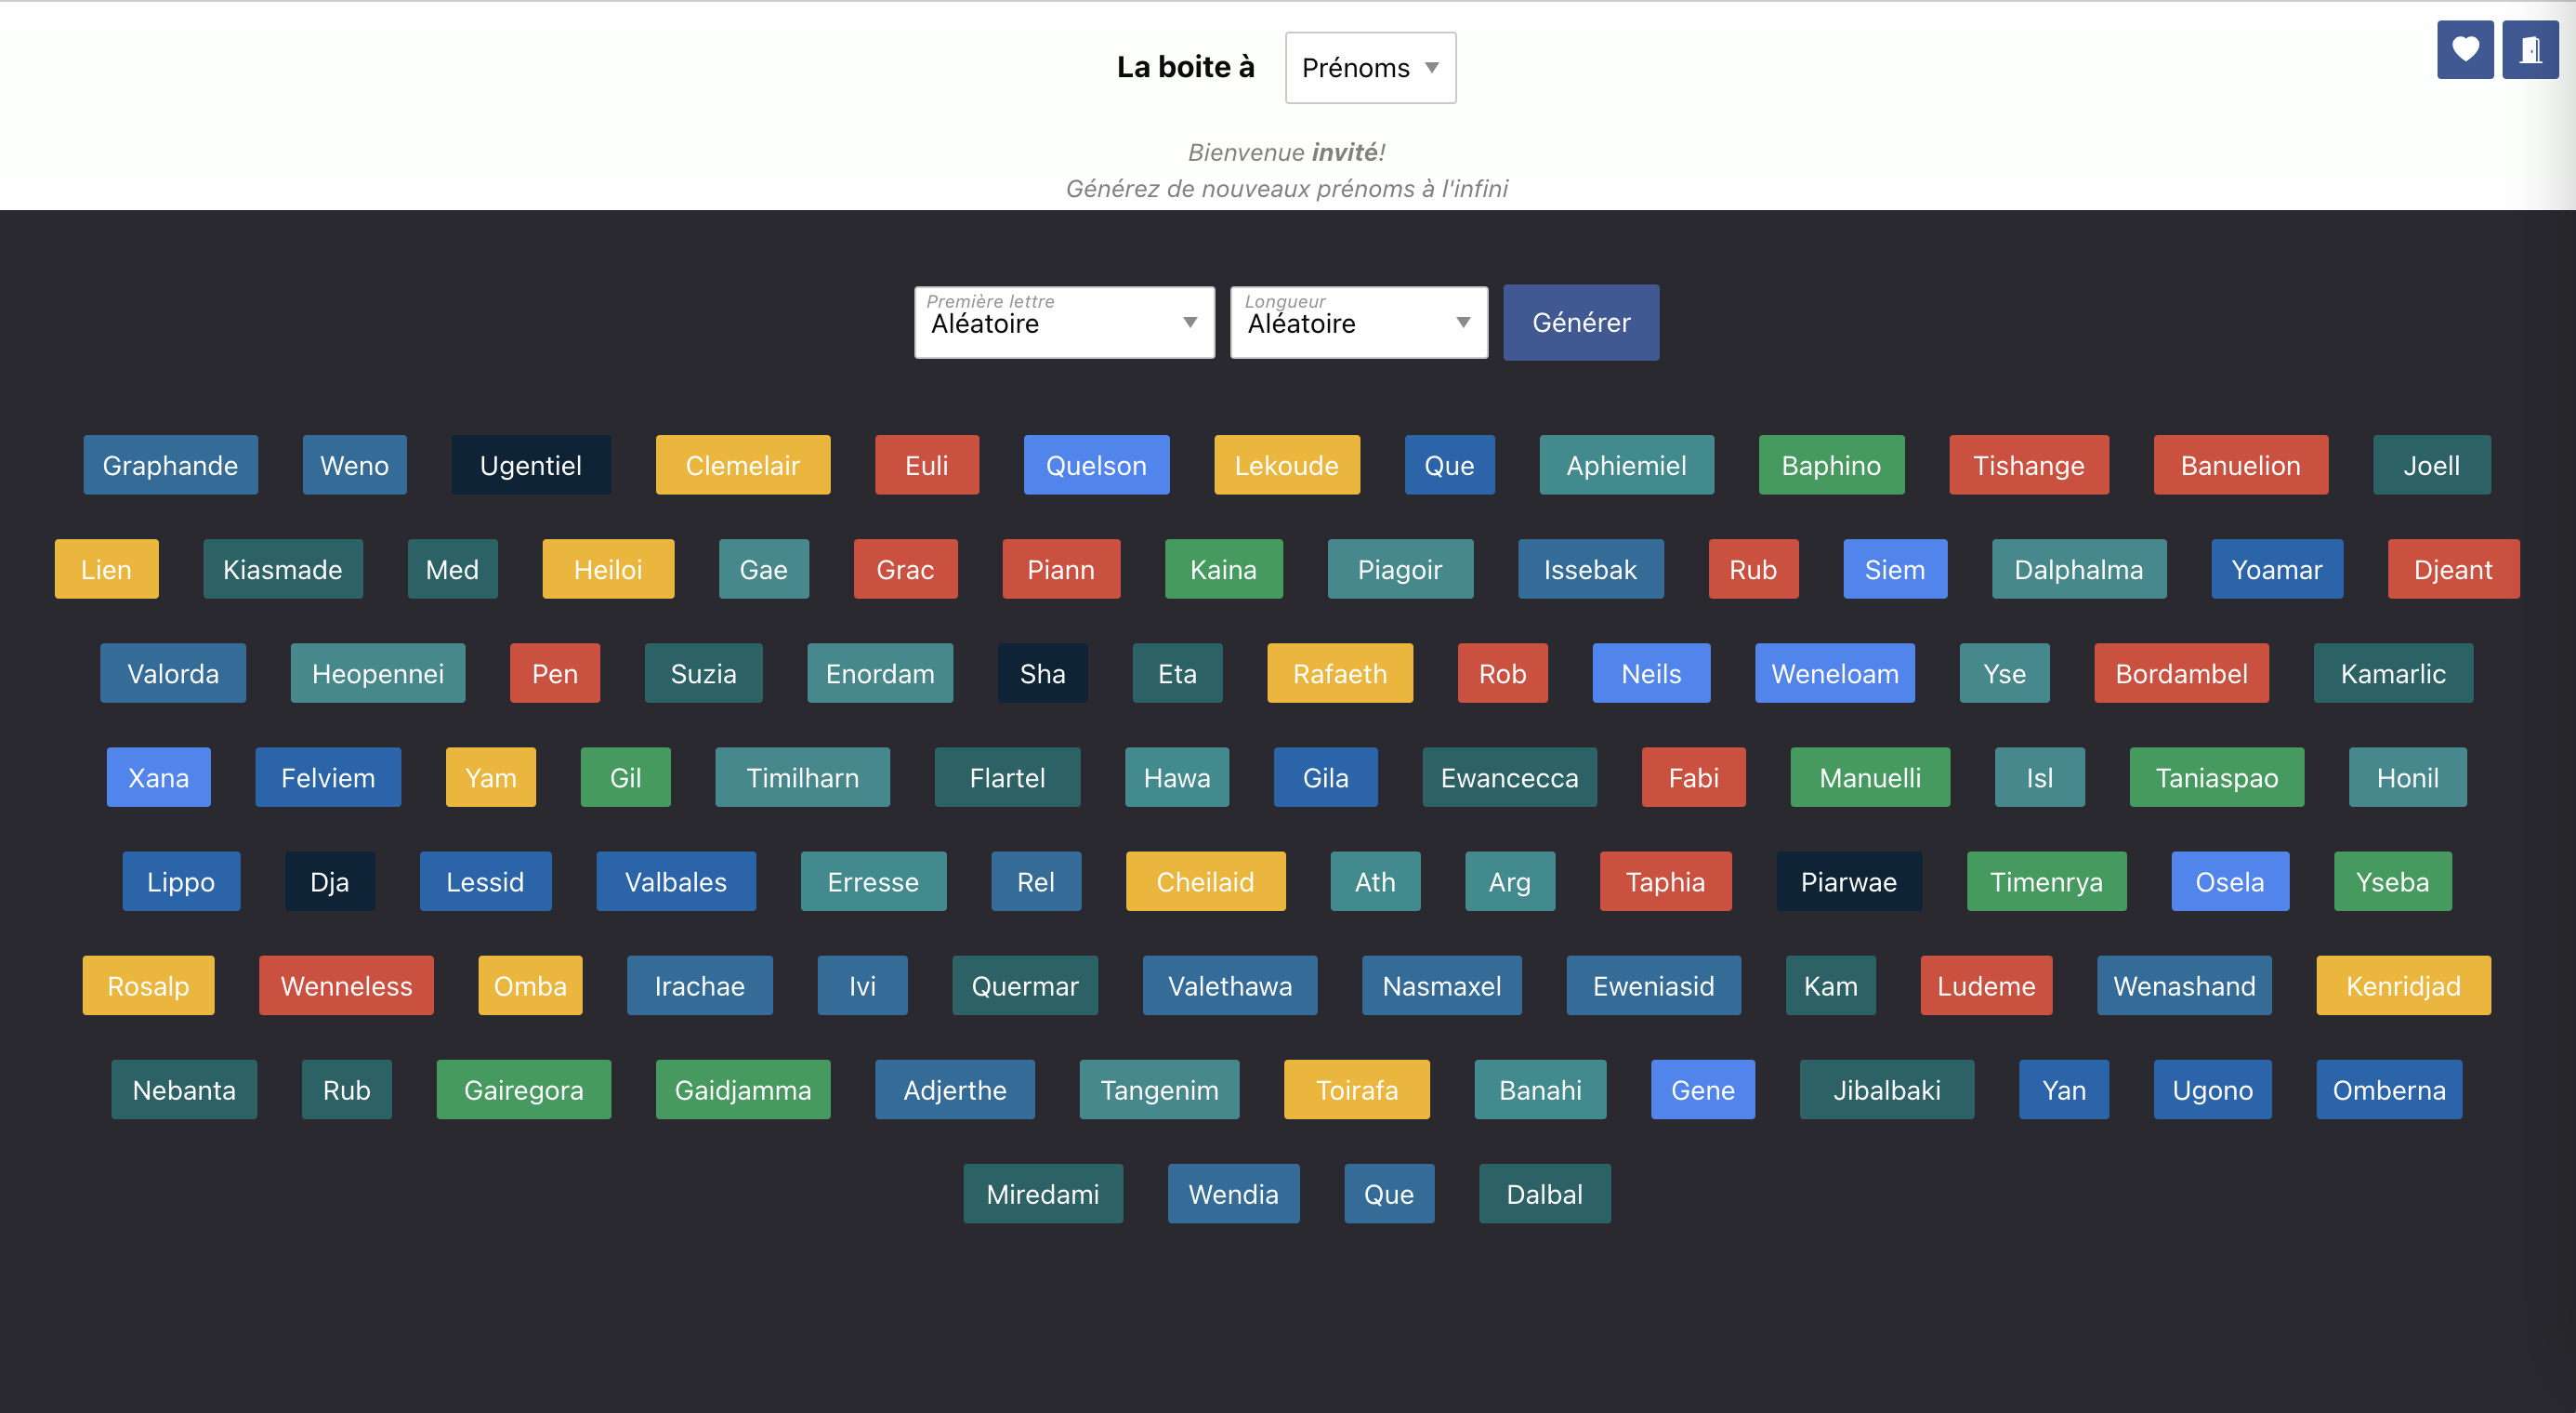 La boite à Prénoms
Bienvenue invité!
Générez de nouveaux prénoms à l'infini
Première lettre Longueur
Aléatoire Aléatoire Générer
Graphande Weno Ugentiel Clemelair Euli Quelson Lekoude Que Aphiemiel Baphino Tishange Banuelion Joell
Lien Kiasmade Med Heiloi Gae Grac Piann Kaina Piagoir Issebak Rub Siem Dalphalma Yoamar Djeant
Valorda Heopennei Pen Suzia Enordam Sha Eta Rafaeth Rob Neils Weneloam Yse Bordambel Kamarlic
Xana Felviem Yam Gil Timilharn Flartel Hawa Gila Ewancecca Fabi Manuelli Isl Taniaspao Honil
Lippo Dja Lessid Valbales Erresse Rel Cheilaid Ath Arg Taphia Piarwae Timenrya Osela Yseba
Rosalp Wenneless Omba Irachae Ivi Quermar Valethawa Nasmaxel Eweniasid Kam Ludeme Wenashand Kenridjad
Nebanta Rub Gairegora Gaidjamma Adjerthe Tangenim Toirafa Banahi Gene Jibalbaki Yan Ugono Omberna
Miredami Wendia Que Dalbal